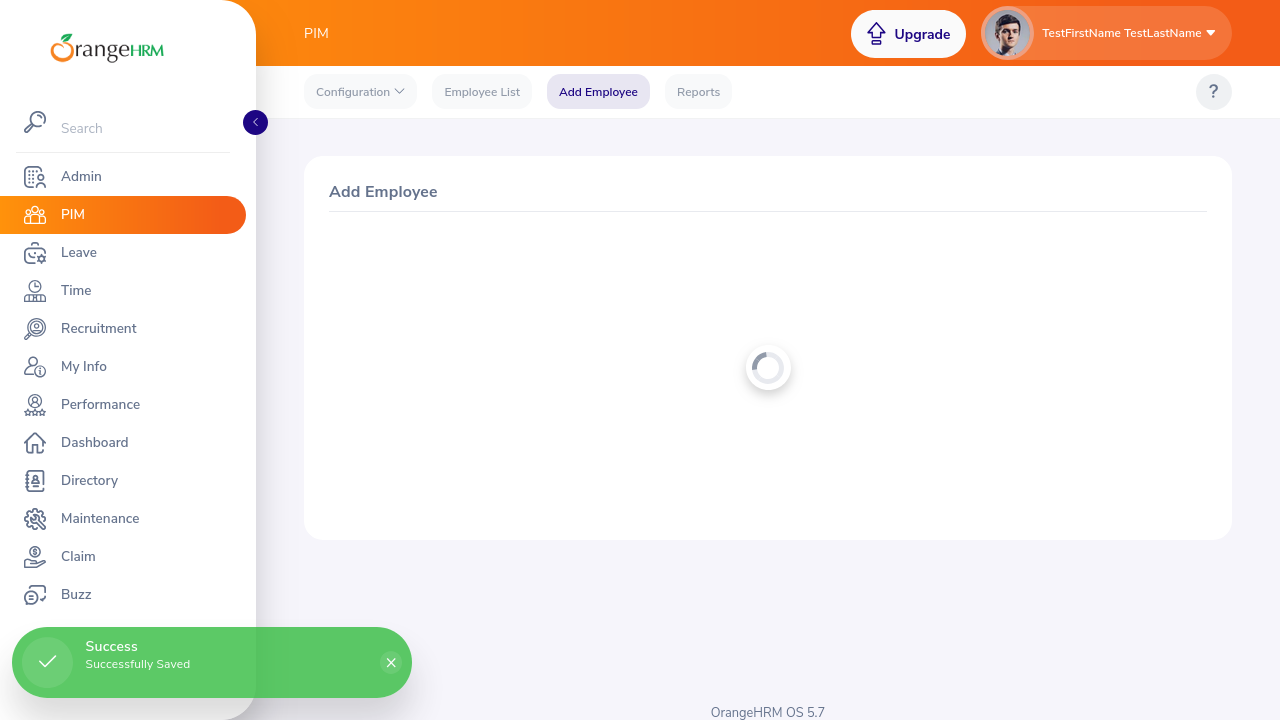 OrangeHRM
Search
Admin
PIM
Leave
Time
Recruitment
My Info
Performance
Dashboard
Directory
Maintenance
Claim
Buzz
PIM
Upgrade
TestFirstName TestLastName
Configuration
Employee List
Add Employee
Reports
?
Add Employee
Success
Successfully Saved
OrangeHRM OS 5.7